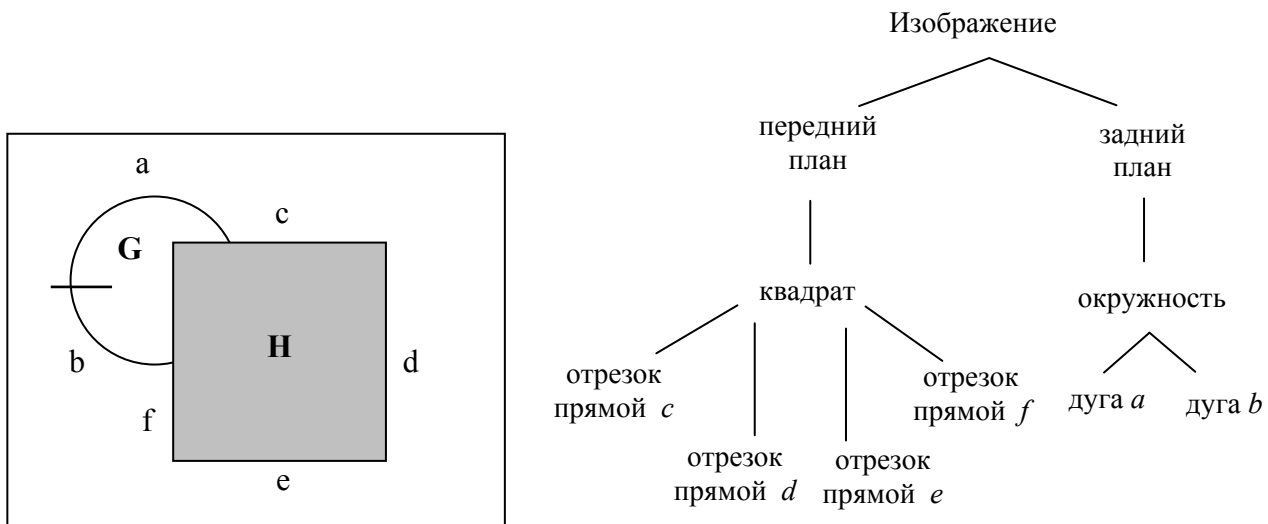 a
c
G
H
b
d
f
e
Изображение
передний
план
задний
план
квадрат
окружность
отрезок
прямой c
отрезок
прямой d
отрезок
прямой e
отрезок
прямой f
дуга a
дуга b